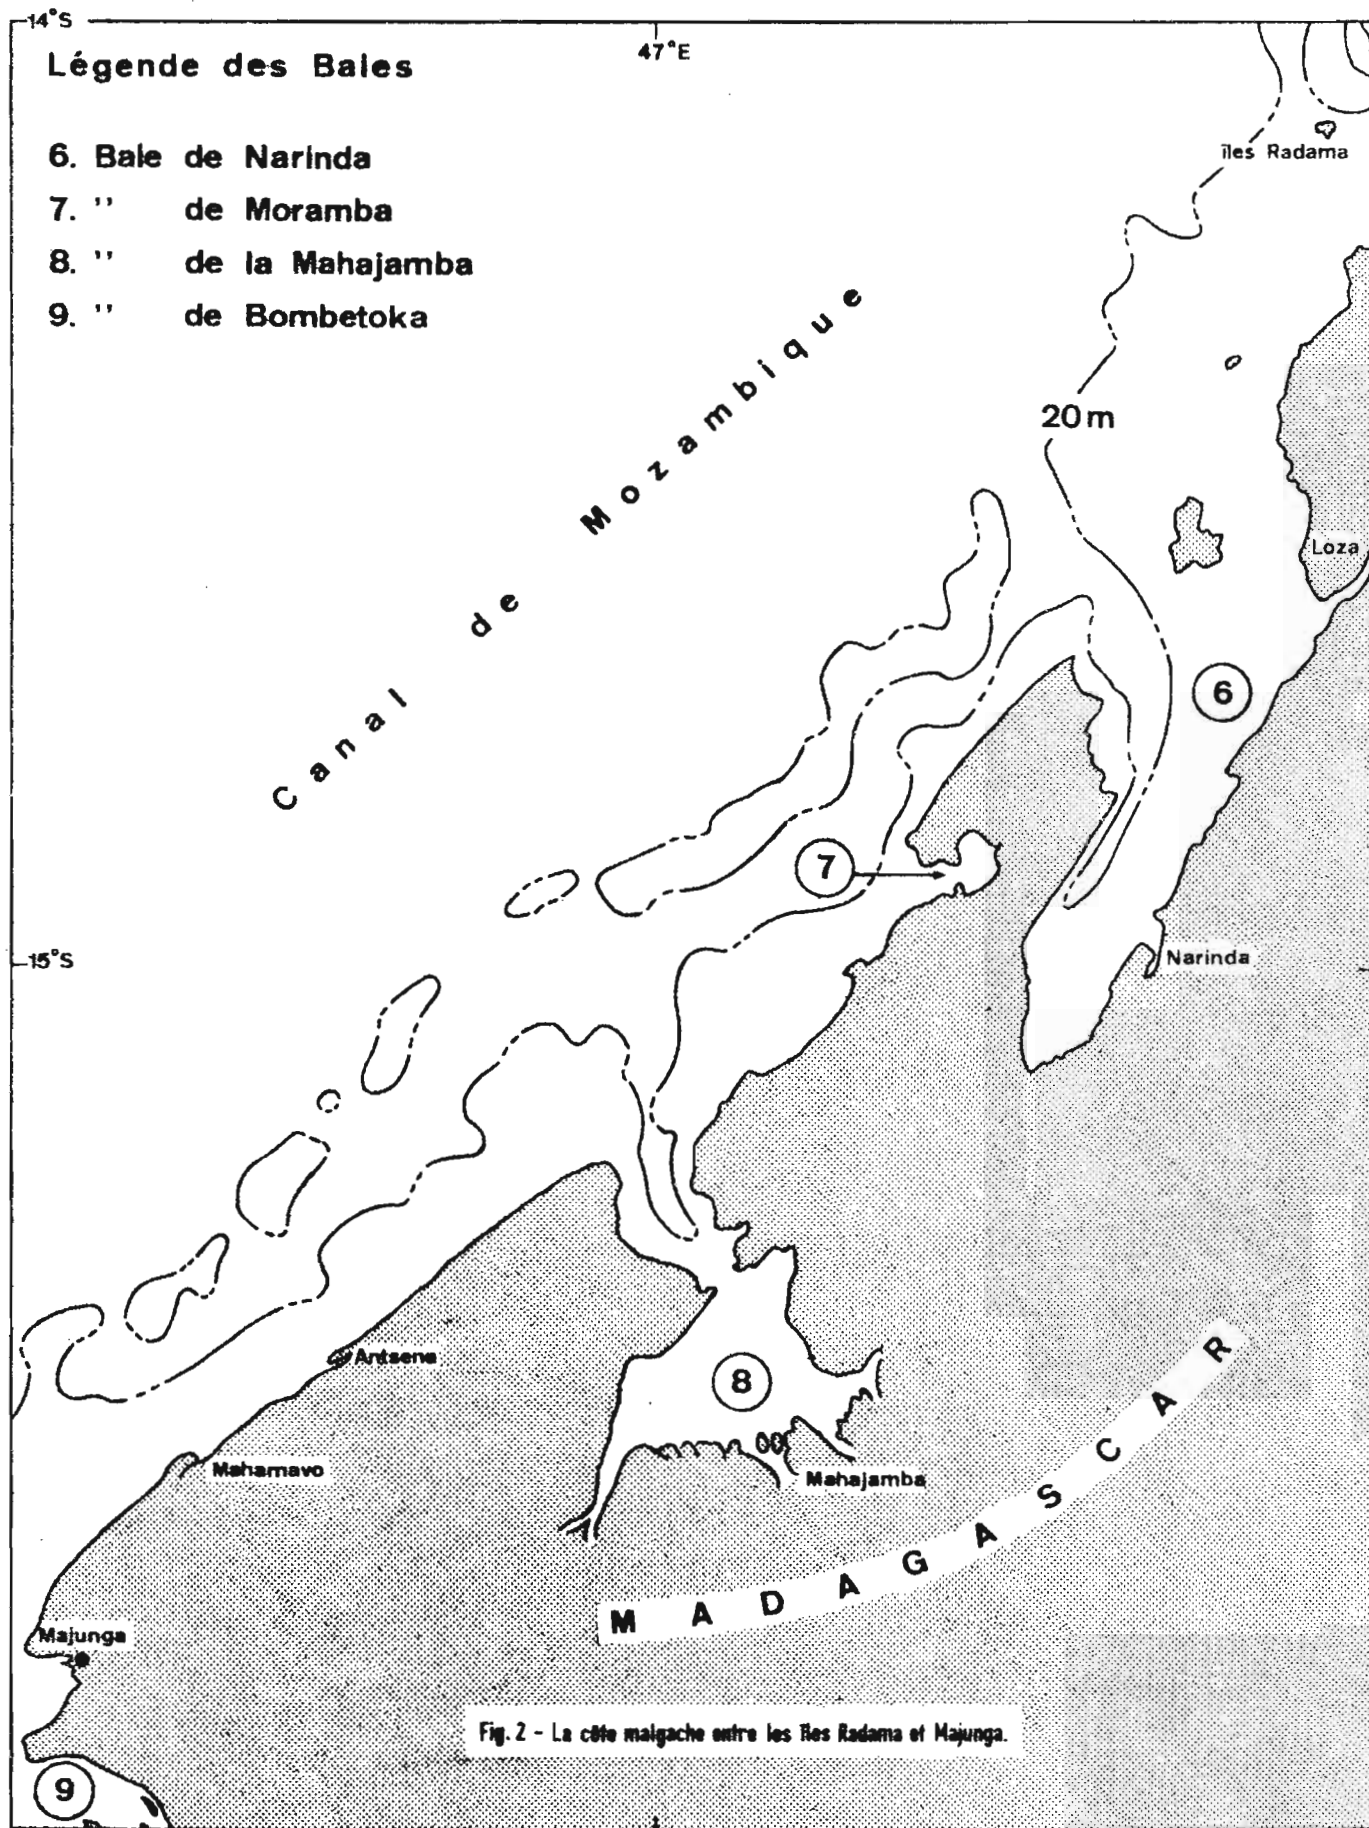 14°S
47°E
Légende des Baies
6. Baie de Narinda
7. " de Moramba
8. " de la Mahajamba
9. " de Bombetoka
îles Radama
Canal de Mozambique
20 m
Loza
6
7
15°S
Narinda
Antsena
8
Mahamavo
Mahajamba
MADAGASCAR
Majunga
Fig. 2 - La côte malgache entre les îles Radama et Majunga.
9